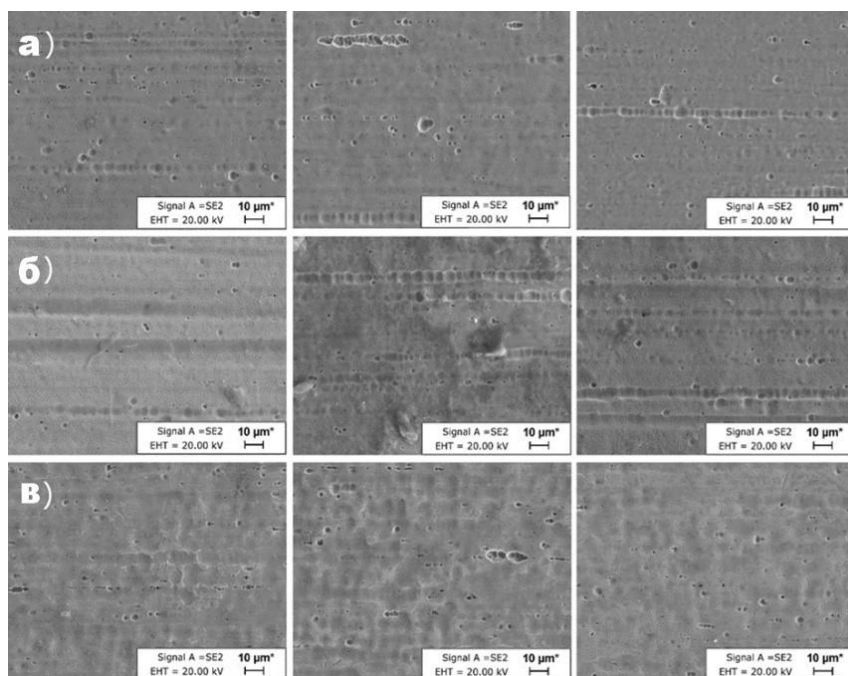 а)
Signal A =SE2 10 µm*
EHT = 20.00 kV
Signal A =SE2 10 µm*
EHT = 20.00 kV
Signal A =SE2 10 µm*
EHT = 20.00 kV
б)
Signal A =SE2 10 µm*
EHT = 20.00 kV
Signal A =SE2 10 µm*
EHT = 20.00 kV
Signal A =SE2 10 µm*
EHT = 20.00 kV
в)
Signal A =SE2 10 µm*
EHT = 20.00 kV
Signal A =SE2 10 µm*
EHT = 20.00 kV
Signal A =SE2 10 µm*
EHT = 20.00 kV